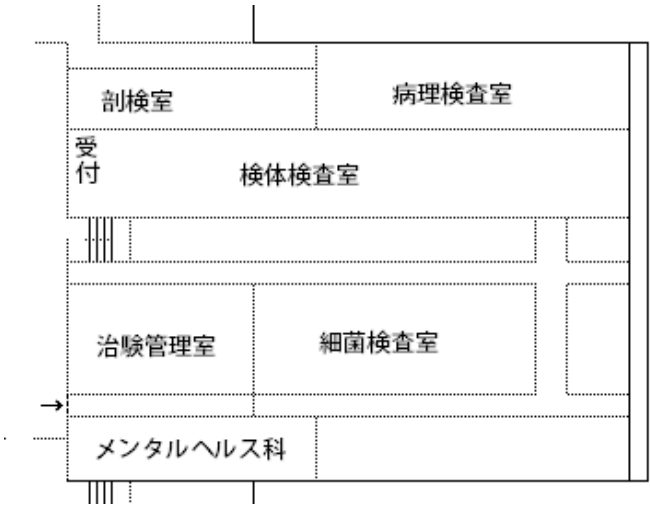 剖検室
病理検査室
受付
検体検査室
治験管理室
細菌検査室
→
メンタルヘルス科